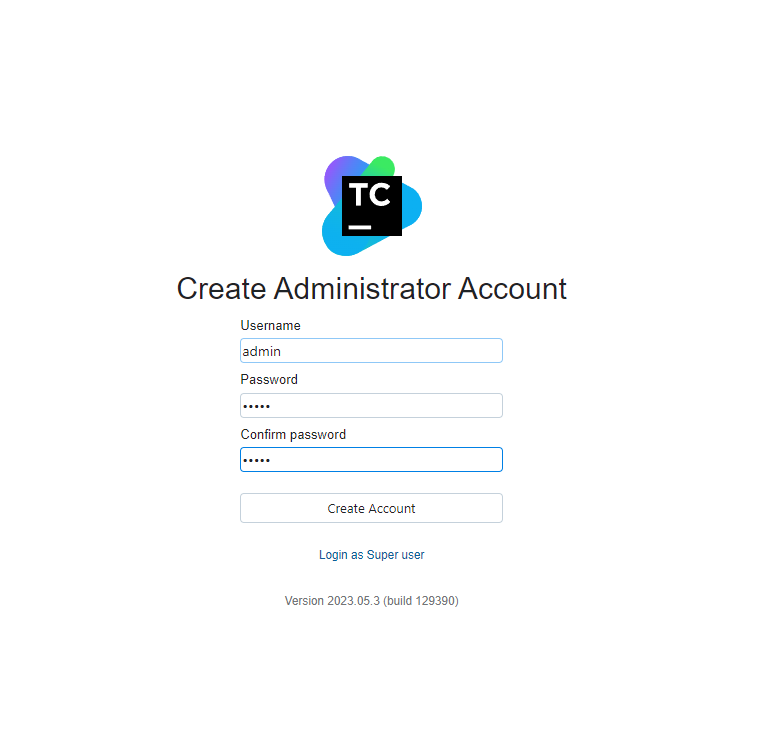 TC
Create Administrator Account
Username
admin
Password
•••••
Confirm password
•••••
Create Account
Login as Super user
Version 2023.05.3 (build 129390)